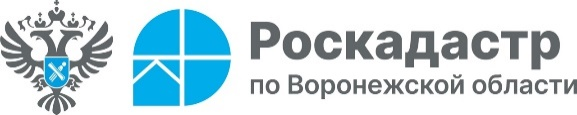 Роскадастр
по Воронежской области